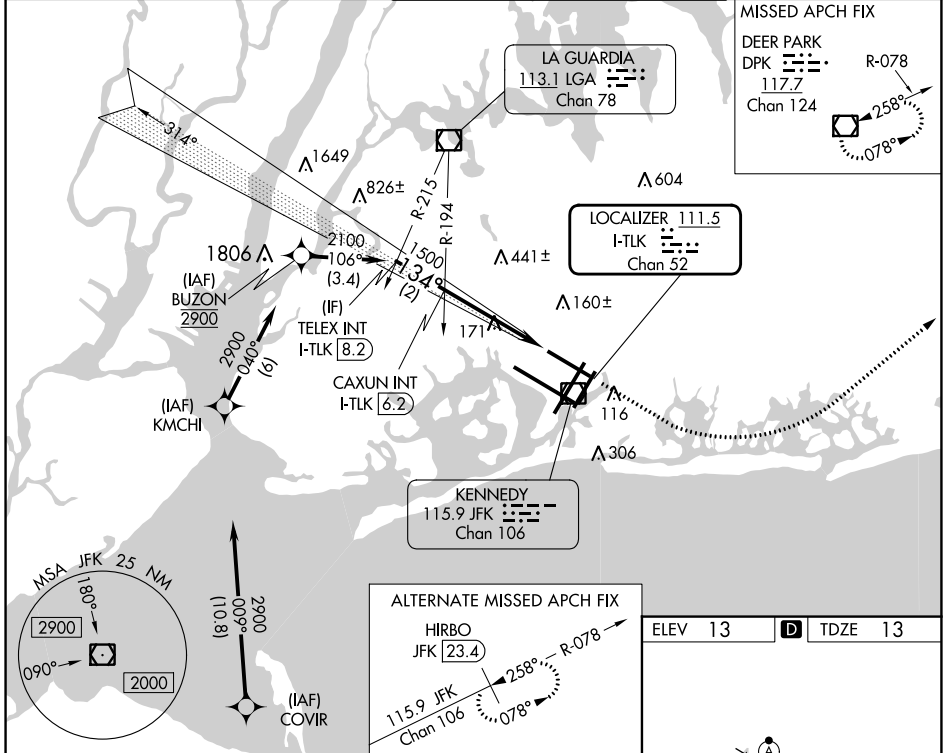 MISSED APCH FIX
DEER PARK
DPK
117.7
Chan 124
R-078
258°
078°
LA GUARDIA
113.1 LGA
Chan 78
314°
1649
826±
604
R-215
R-194
LOCALIZER 111.5
I-TLK
Chan 52
1806
2100
106°
(3.4)
1500
134°
(2)
441±
(IAF)
BUZON
2900
(IF)
TELEX INT
I-TLK 8.2
160±
171
2900
040°
(9)
CAXUN INT
I-TLK 6.2
(IAF)
KMCHI
116
306
KENNEDY
115.9 JFK
Chan 106
MSA JFK 25 NM
180°
2900
090°
2000
2900
009°
(10.8)
(IAF)
COVIR
ALTERNATE MISSED APCH FIX
HIRBO
JFK 23.4
R-078
258°
115.9 JFK
Chan 106
078°
ELEV 13 D TDZE 13
A